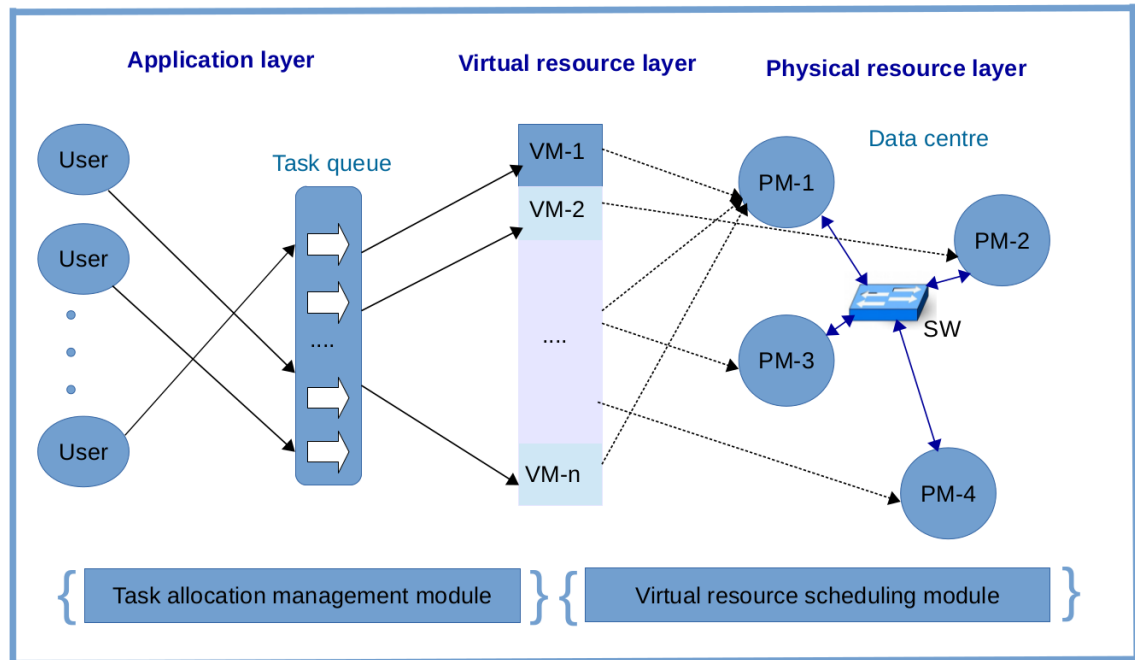 Application layer
Virtual resource layer
Physical resource layer
User
User
User
Task queue
....
VM-1
VM-2
....
VM-n
Data centre
PM-1
PM-2
SW
PM-3
PM-4
{ Task allocation management module }
{ Virtual resource scheduling module }